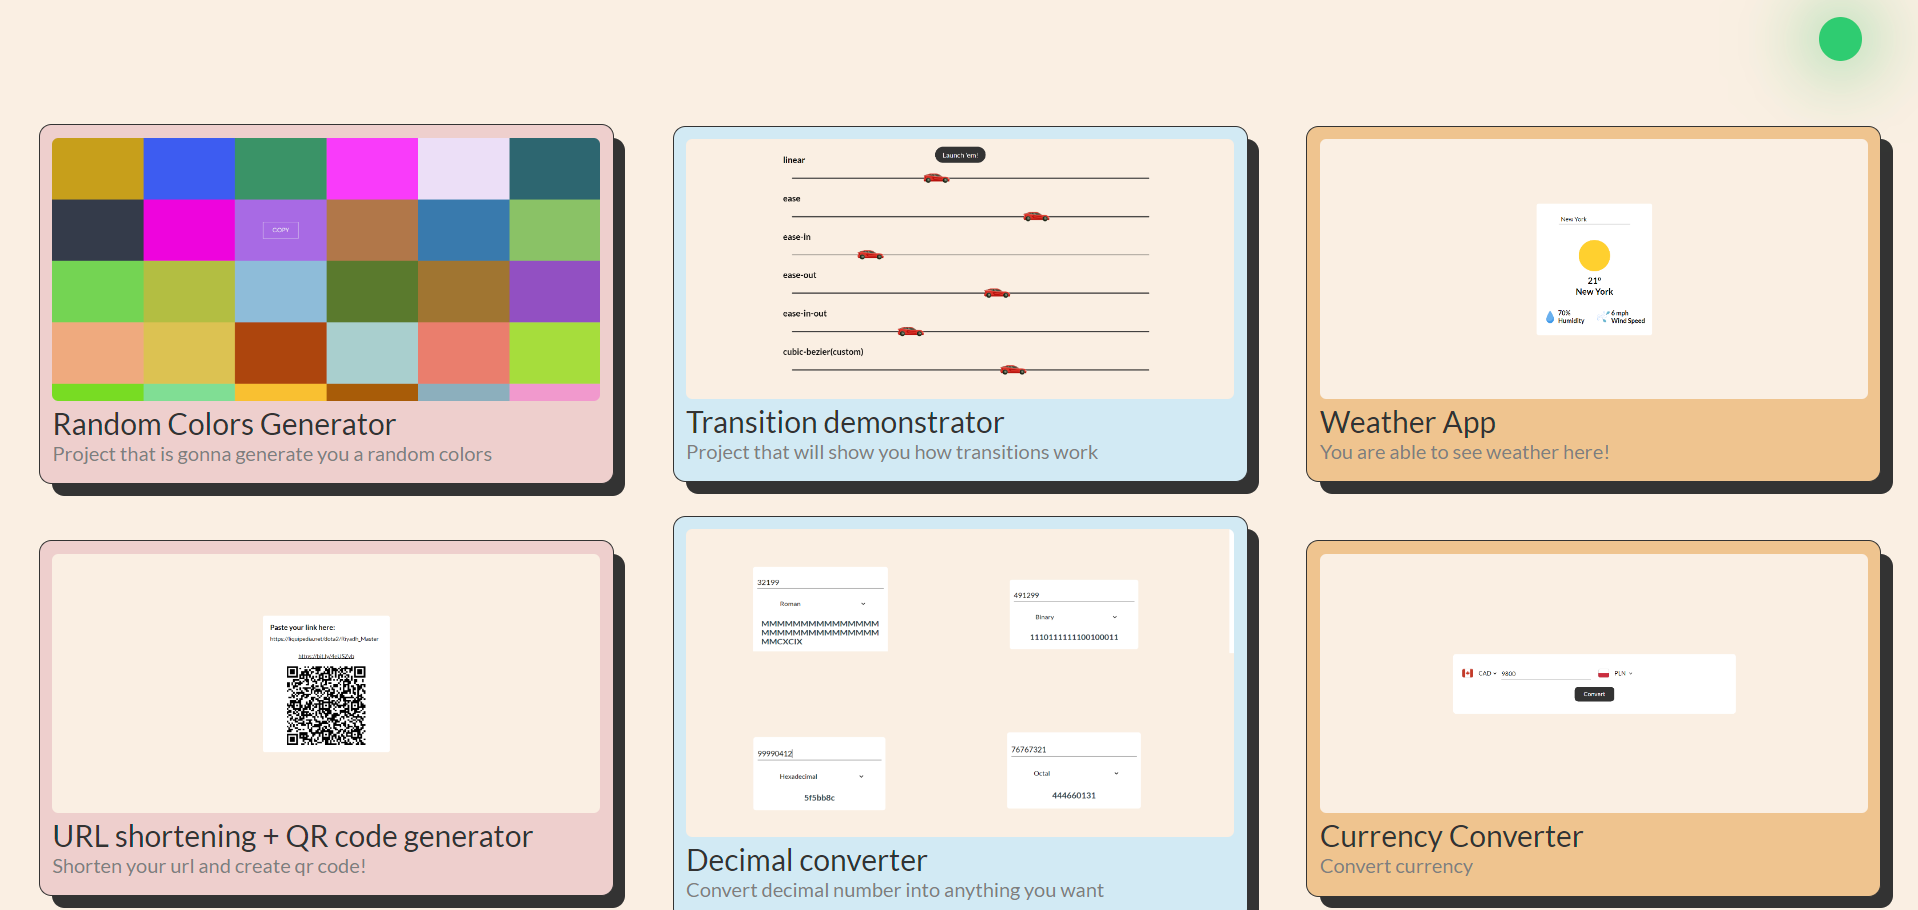 COPY
Random Colors Generator
Project that is gonna generate you a random colors
Launch 'em!
linear
ease
ease-in
ease-out
ease-in-out
cubic-bezier(custom)
Transition demonstrator
Project that will show you how transitions work
New York
21°
New York
70%
Humidity
6 mph
Wind Speed
Weather App
You are able to see weather here!
Paste your link here:
URL shortening + QR code generator
Shorten your url and create qr code!
32199
Roman
MMMMMMMMMMMMMMM
MMMMMMMMMMMMMMM
MMCXCIX
491299
Binary
1110111111100100011
99990412
Hexadecimal
5f5bb8c
76767321
Octal
444660131
Decimal converter
Convert decimal number into anything you want
CAD
9800
PLN
Convert
Currency Converter
Convert currency